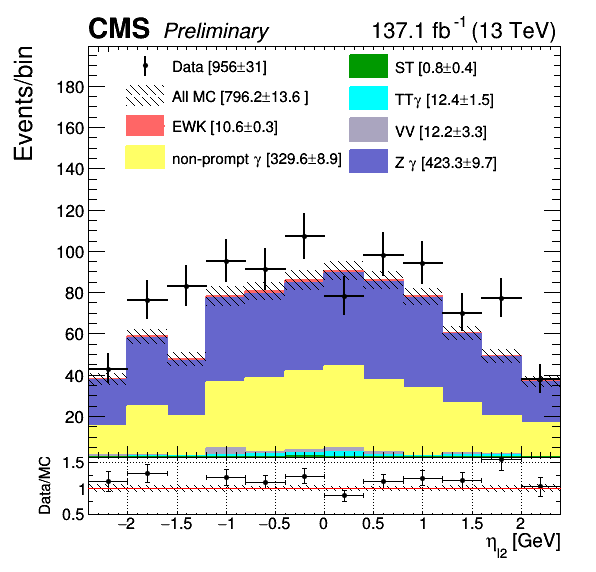 CMS Preliminary 137.1 fb⁻¹ (13 TeV)
Events/bin
Data [956±31]
All MC [796.2±13.6 ]
EWK [10.6±0.3]
non-prompt γ [329.6±8.9]
ST [0.8±0.4]
TTγ [12.4±1.5]
VV [12.2±3.3]
Z γ [423.3±9.7]
180
160
140
120
100
80
60
40
20
Data/MC
1.5
1
0.5
−2 −1.5 −1 −0.5 0 0.5 1 1.5 2
η_l2 [GeV]